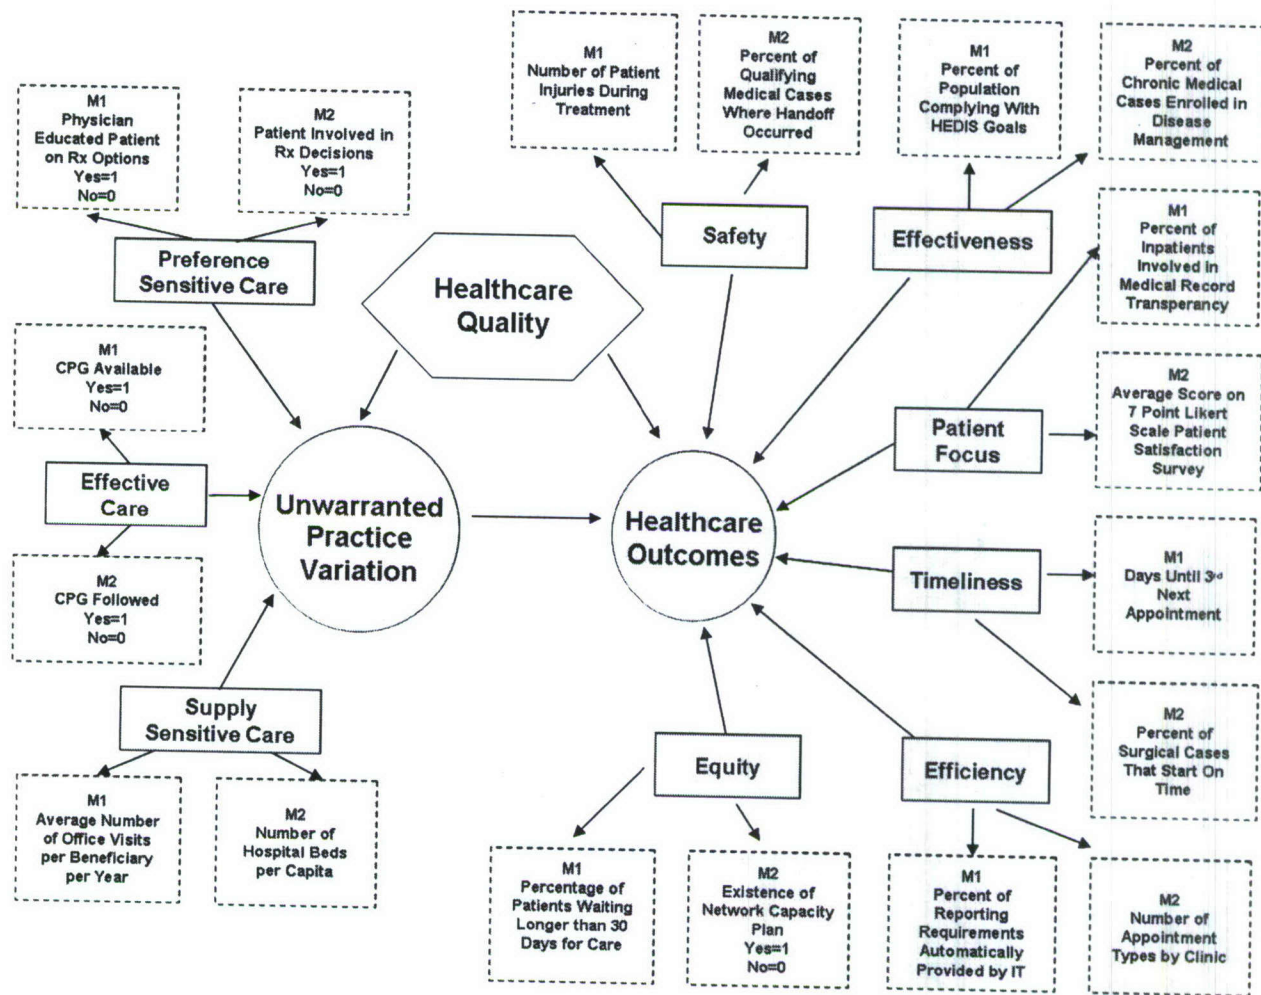 M1
Physician
Educated Patient
on Rx Options
Yes=1
No=0
M2
Patient Involved in
Rx Decisions
Yes=1
No=0
M1
Number of Patient
Injuries During
Treatment
M2
Percent of
Qualifying
Medical Cases
Where Handoff
Occurred
M1
Percent of
Population
Complying With
HEDIS Goals
M2
Percent of
Chronic Medical
Cases Enrolled in
Disease
Management
Preference
Sensitive Care
Healthcare
Quality
Safety
Effectiveness
M1
Percent of
Inpatients
Involved in
Medical Record
Transperancy
M1
CPG Available
Yes=1
No=0
Effective
Care
M2
CPG Followed
Yes=1
No=0
Unwarranted
Practice
Variation
Healthcare
Outcomes
Patient
Focus
M2
Average Score on
7 Point Likert
Scale Patient
Satisfaction
Survey
Timeliness
M1
Days Until 3rd
Next
Appointment
M2
Percent of
Surgical Cases
That Start On
Time
Supply
Sensitive Care
M1
Average Number
of Office Visits
per Beneficiary
per Year
M2
Number of
Hospital Beds
per Capita
Equity
Efficiency
M1
Percentage of
Patients Waiting
Longer than 30
Days for Care
M2
Existence of
Network Capacity
Plan
Yes=1
No=0
M1
Percent of
Reporting
Requirements
Automatically
Provided by IT
M2
Number of
Appointment
Types by Clinic